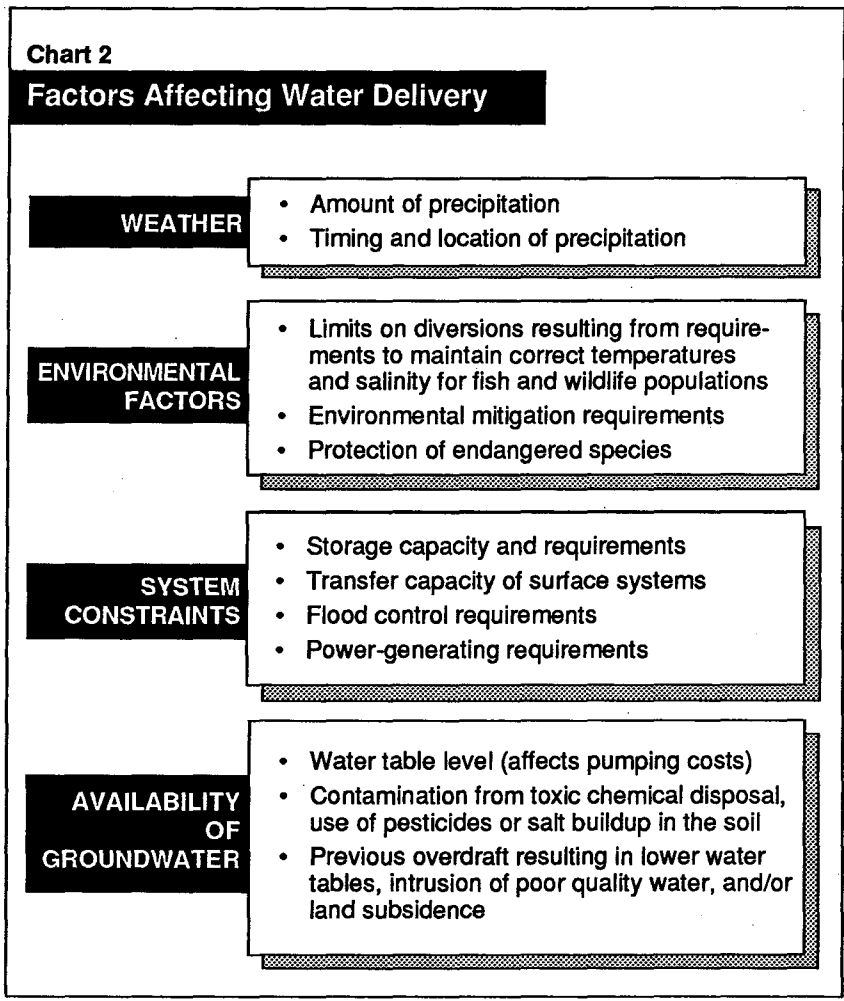 Chart 2
Factors Affecting Water Delivery
WEATHER
• Amount of precipitation
• Timing and location of precipitation
ENVIRONMENTAL
FACTORS
• Limits on diversions resulting from require-
ments to maintain correct temperatures
and salinity for fish and wildlife populations
• Environmental mitigation requirements
• Protection of endangered species
SYSTEM
CONSTRAINTS
• Storage capacity and requirements
• Transfer capacity of surface systems
• Flood control requirements
• Power-generating requirements
AVAILABILITY
OF
GROUNDWATER
• Water table level (affects pumping costs)
• Contamination from toxic chemical disposal,
use of pesticides or salt buildup in the soil
• Previous overdraft resulting in lower water
tables, intrusion of poor quality water, and/or
land subsidence